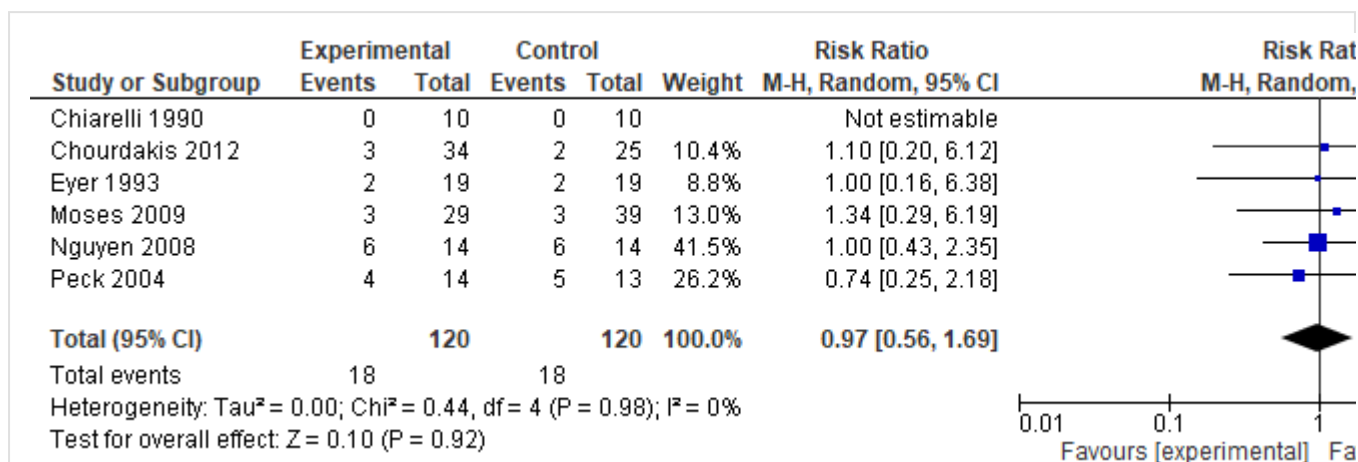 Experimental Control Risk Ratio Risk Rat
Study or Subgroup Events Total Events Total Weight M-H, Random, 95% CI M-H, Random,
Chiarelli 1990 0 10 0 10 Not estimable
Chourdakis 2012 3 34 2 25 10.4% 1.10 [0.20, 6.12]
Eyer 1993 2 19 2 19 8.8% 1.00 [0.16, 6.38]
Moses 2009 3 29 3 39 13.0% 1.34 [0.29, 6.19]
Nguyen 2008 6 14 6 14 41.5% 1.00 [0.43, 2.35]
Peck 2004 4 14 5 13 26.2% 0.74 [0.25, 2.18]
Total (95% CI) 120 120 100.0% 0.97 [0.56, 1.69]
Total events 18 18
Heterogeneity: Tau² = 0.00; Chi² = 0.44, df = 4 (P = 0.98); I² = 0%
Test for overall effect: Z = 0.10 (P = 0.92)
0.01 0.1 1
Favours [experimental] Fa